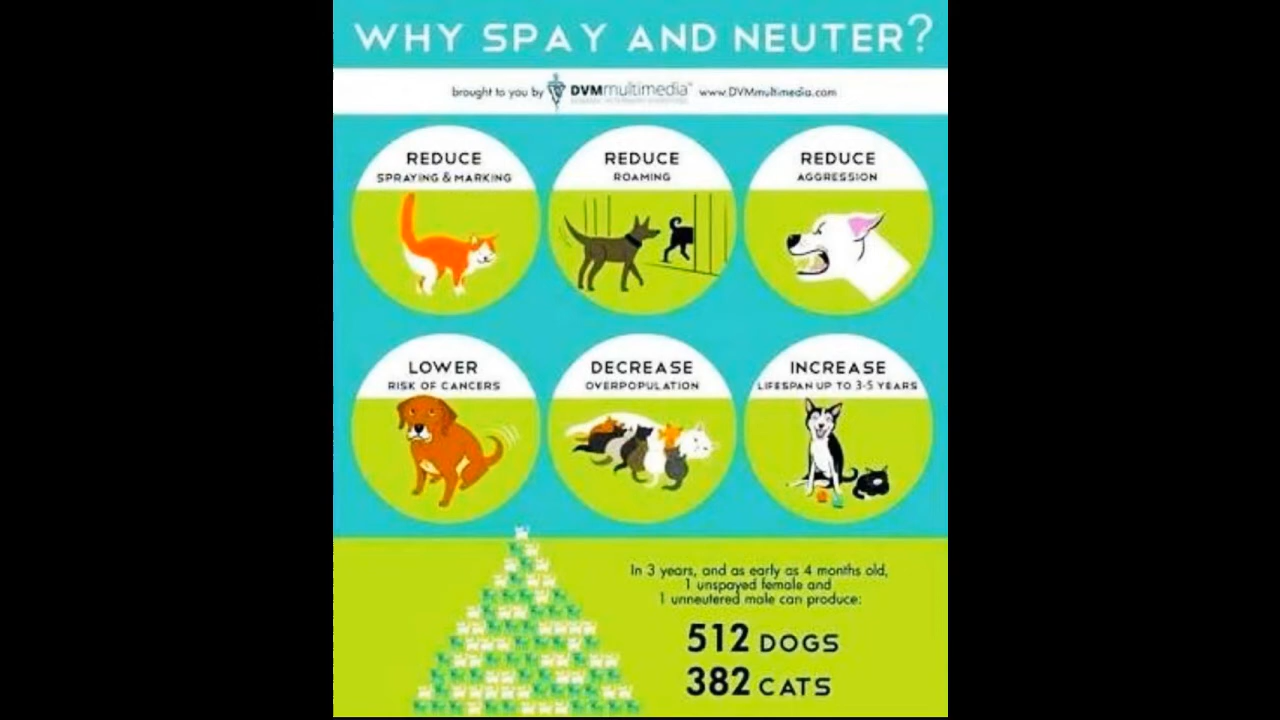 WHY SPAY AND NEUTER?
brought to you by DVMmultimedia™ www.DVMmultimedia.com
REDUCE
SPRAYING & MARKING
REDUCE
ROAMING
REDUCE
AGGRESSION
LOWER
RISK OF CANCERS
DECREASE
OVERPOPULATION
INCREASE
LIFESPAN UP TO 3-5 YEARS
In 3 years, and as early as 4 months old,
1 unspayed female and
1 unneutered male can produce:
512 DOGS
382 CATS